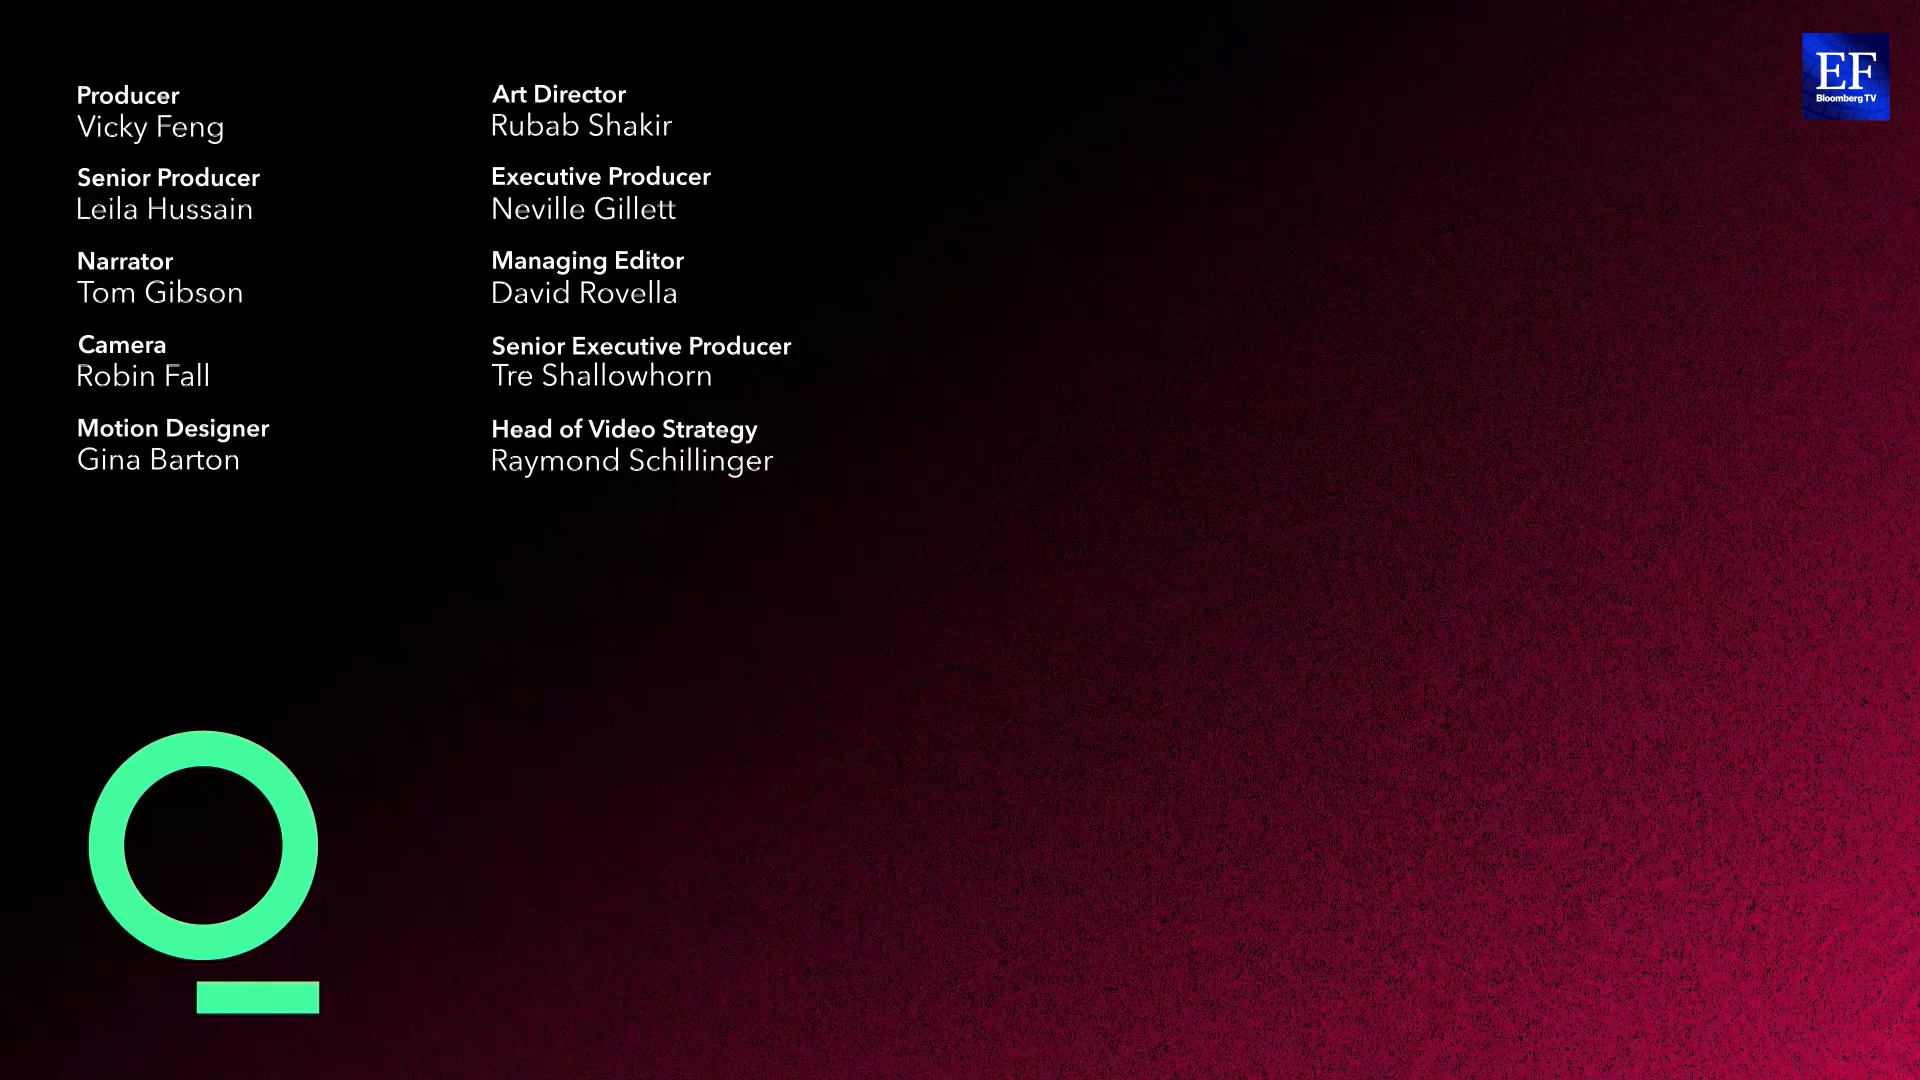 Producer
Vicky Feng
Senior Producer
Leila Hussain
Narrator
Tom Gibson
Camera
Robin Fall
Motion Designer
Gina Barton
Art Director
Rubab Shakir
Executive Producer
Neville Gillett
Managing Editor
David Rovella
Senior Executive Producer
Tre Shallowhorn
Head of Video Strategy
Raymond Schillinger
EF
Bloomberg TV